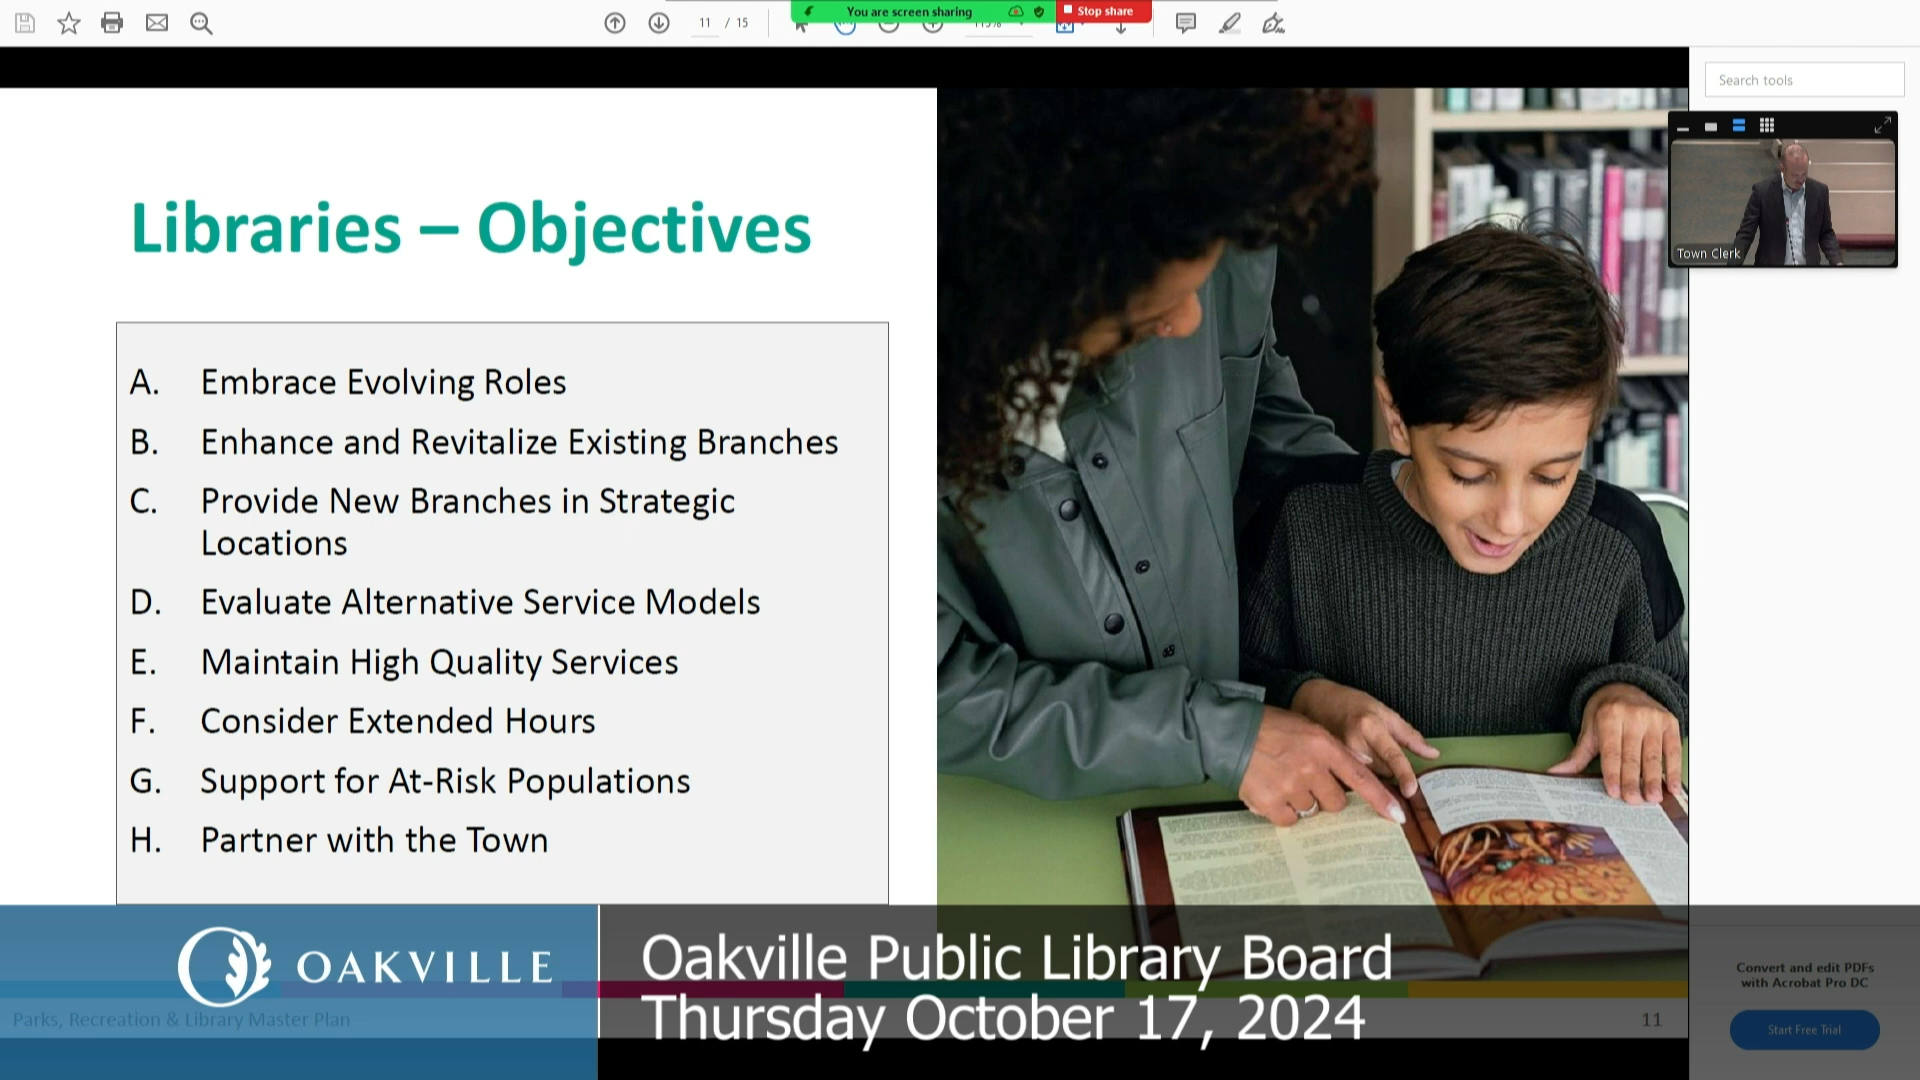 11 / 15
You are screen sharing
Stop share
Search tools
Town Clerk
Libraries – Objectives
A. Embrace Evolving Roles
B. Enhance and Revitalize Existing Branches
C. Provide New Branches in Strategic
Locations
D. Evaluate Alternative Service Models
E. Maintain High Quality Services
F. Consider Extended Hours
G. Support for At-Risk Populations
H. Partner with the Town
OAKVILLE
Parks, Recreation & Library Master Plan
Oakville Public Library Board
Thursday October 17, 2024
11
Convert and edit PDFs
with Acrobat Pro DC
Start Free Trial